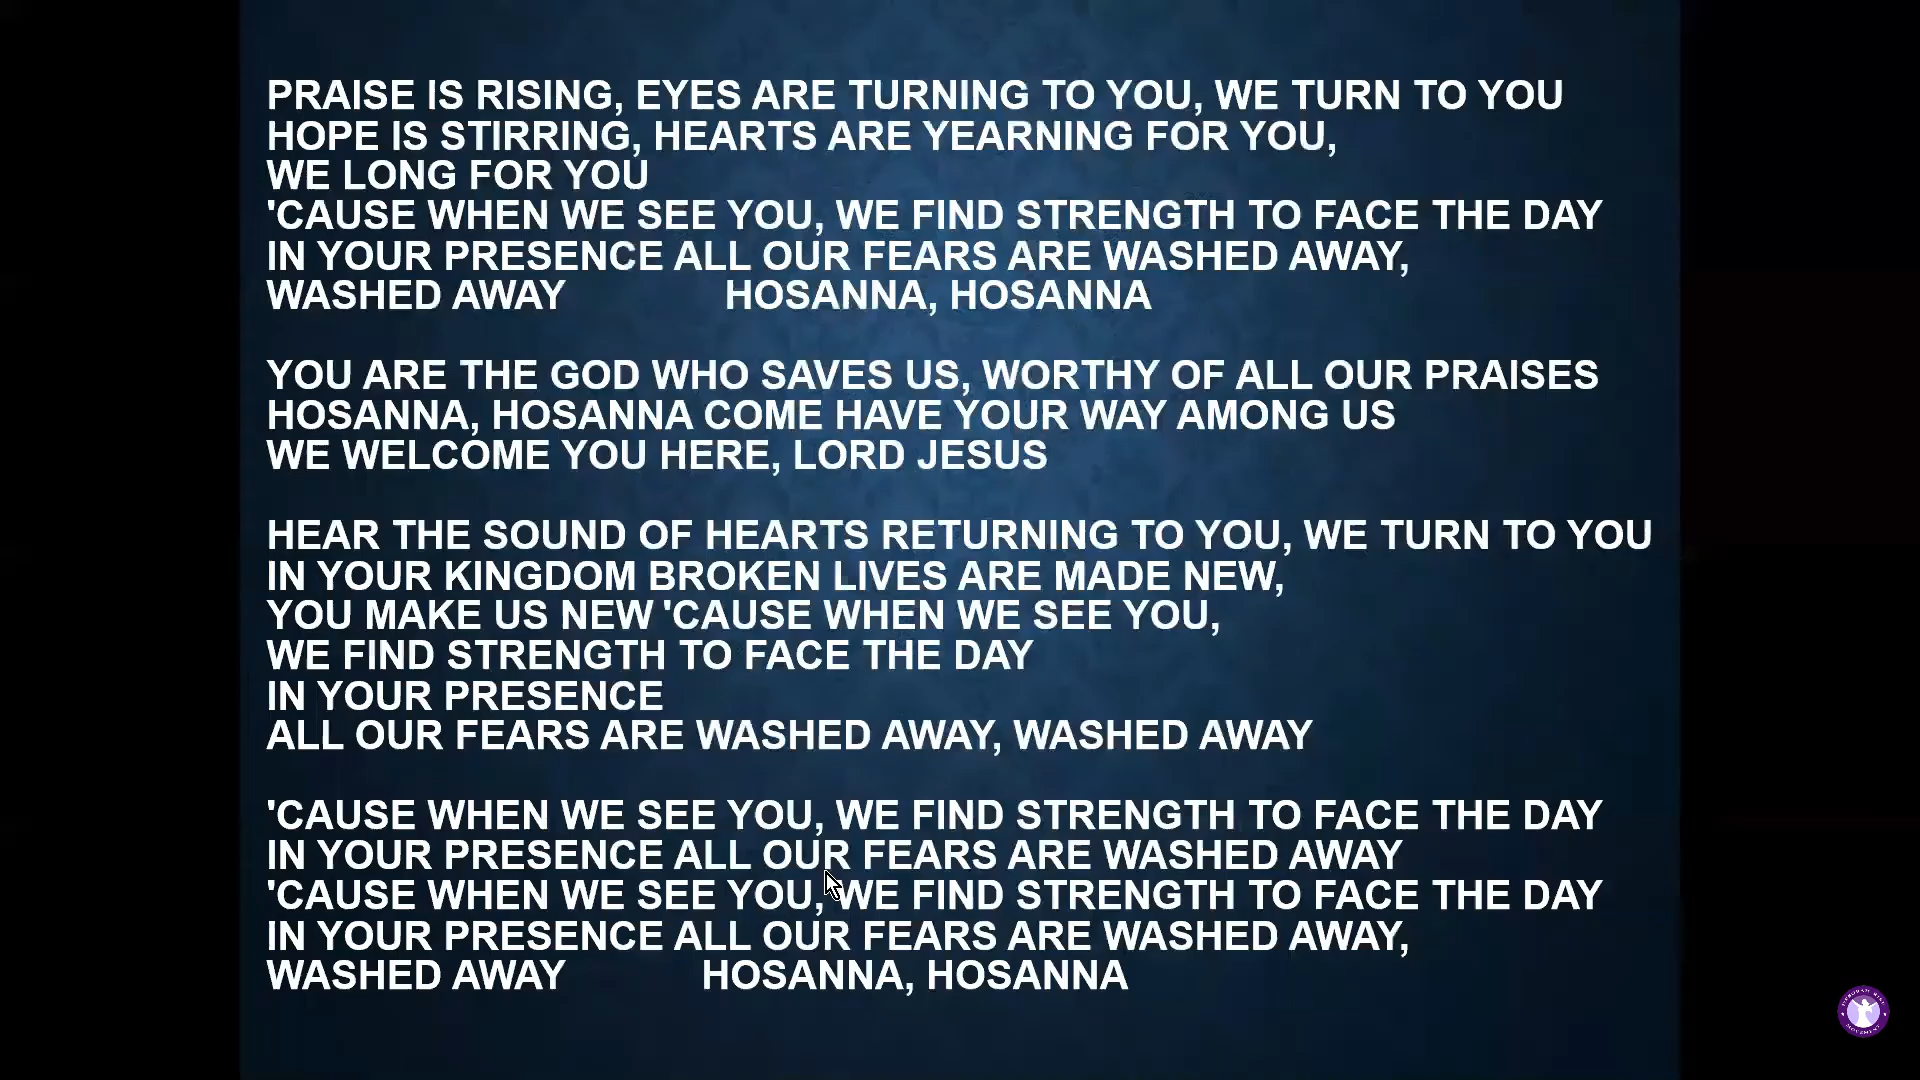 PRAISE IS RISING, EYES ARE TURNING TO YOU, WE TURN TO YOU
HOPE IS STIRRING, HEARTS ARE YEARNING FOR YOU,
WE LONG FOR YOU
'CAUSE WHEN WE SEE YOU, WE FIND STRENGTH TO FACE THE DAY
IN YOUR PRESENCE ALL OUR FEARS ARE WASHED AWAY,
WASHED AWAY HOSANNA, HOSANNA
YOU ARE THE GOD WHO SAVES US, WORTHY OF ALL OUR PRAISES
HOSANNA, HOSANNA COME HAVE YOUR WAY AMONG US
WE WELCOME YOU HERE, LORD JESUS
HEAR THE SOUND OF HEARTS RETURNING TO YOU, WE TURN TO YOU
IN YOUR KINGDOM BROKEN LIVES ARE MADE NEW,
YOU MAKE US NEW 'CAUSE WHEN WE SEE YOU,
WE FIND STRENGTH TO FACE THE DAY
IN YOUR PRESENCE
ALL OUR FEARS ARE WASHED AWAY, WASHED AWAY
'CAUSE WHEN WE SEE YOU, WE FIND STRENGTH TO FACE THE DAY
IN YOUR PRESENCE ALL OUR FEARS ARE WASHED AWAY
'CAUSE WHEN WE SEE YOU, WE FIND STRENGTH TO FACE THE DAY
IN YOUR PRESENCE ALL OUR FEARS ARE WASHED AWAY,
WASHED AWAY HOSANNA, HOSANNA
MOVEMENT